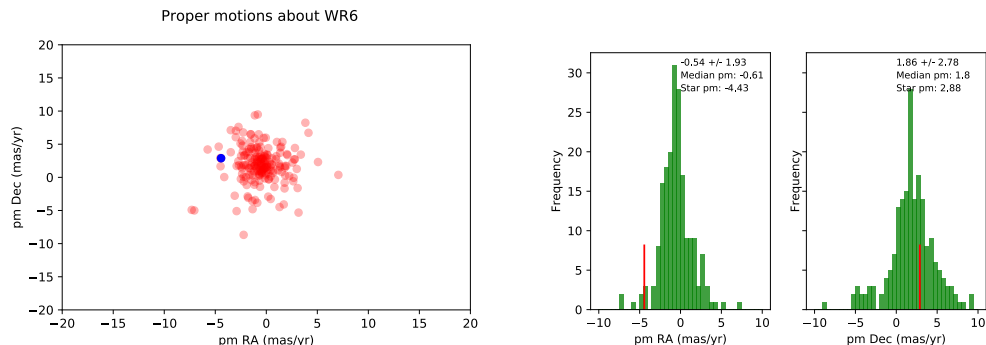 Proper motions about WR6
20
15
10
5
0
−5
−10
−15
−20
pm Dec (mas/yr)
−20 −15 −10 −5 0 5 10 15 20
pm RA (mas/yr)
30
25
20
15
10
5
0
Frequency
-0.54 +/- 1.93
Median pm: -0.61
Star pm: -4.43
−10 −5 0 5 10
pm RA (mas/yr)
Frequency
1.86 +/- 2.78
Median pm: 1.8
Star pm: 2.88
−10 −5 0 5 10
pm Dec (mas/yr)